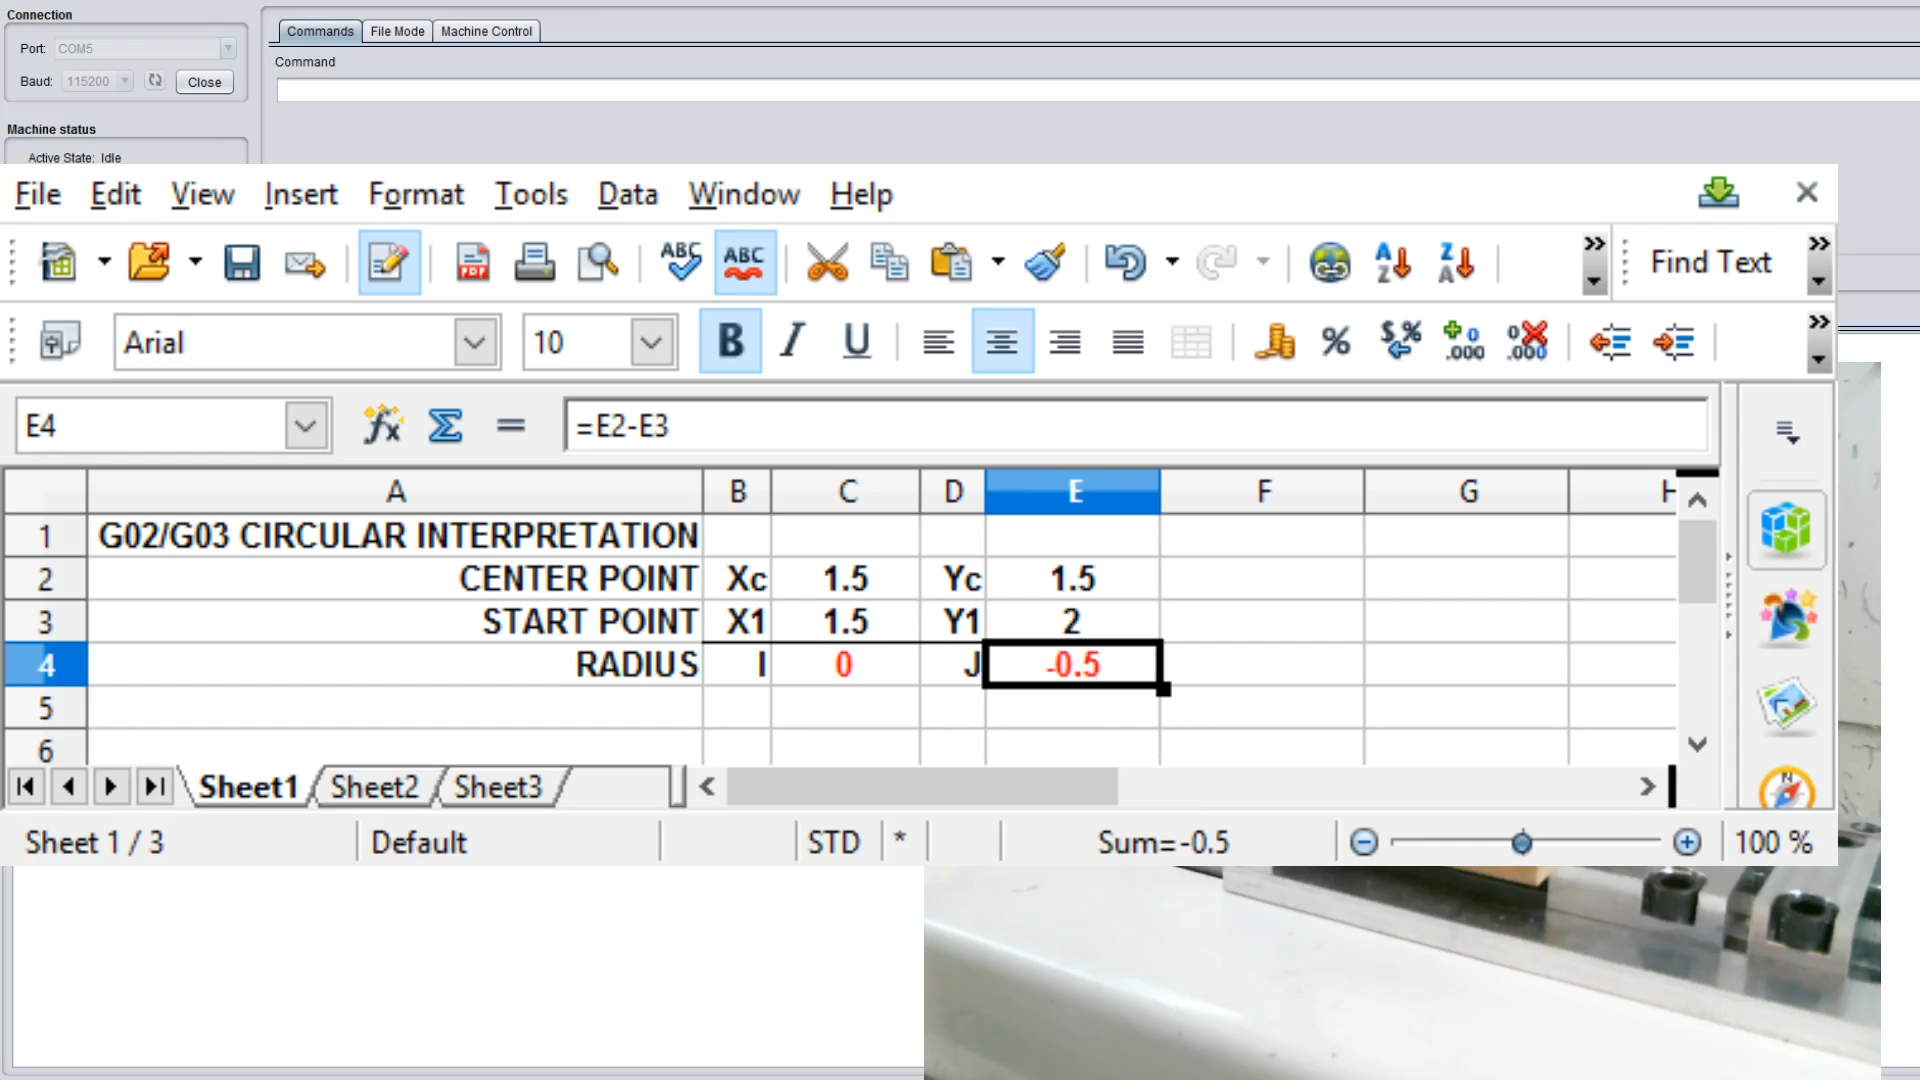 Connection
Port: COM5
Baud: 115200 Close
Machine status
Active State: Idle
Commands File Mode Machine Control
Command
File Edit View Insert Format Tools Data Window Help
Find Text
Arial 10
E4 =E2-E3
A B C D E F G H
1 G02/G03 CIRCULAR INTERPRETATION
2 CENTER POINT Xc 1.5 Yc 1.5
3 START POINT X1 1.5 Y1 2
4 RADIUS I 0 J -0.5
5
6
Sheet1 Sheet2 Sheet3
Sheet 1 / 3 Default STD * Sum=-0.5 100 %